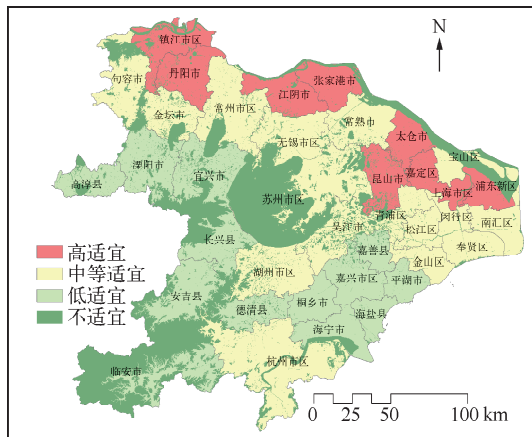 镇江市区
N
丹阳市
句容市
张家港市
江阴市
常州市区
金坛市
常熟市
无锡市区
太仓市
宝山区
溧阳市
宜兴市
昆山市
嘉定区
高淳县
苏州市区
上海市区
浦东新区
青浦区
闵行区
南汇区
吴江市
松江区
长兴县
嘉善县
奉贤区
高适宜
金山区
中等适宜
湖州市区
嘉兴市区
平湖市
低适宜
安吉县
桐乡市
德清县
海盐县
不适宜
海宁市
杭州市区
临安市
0 25 50 100 km